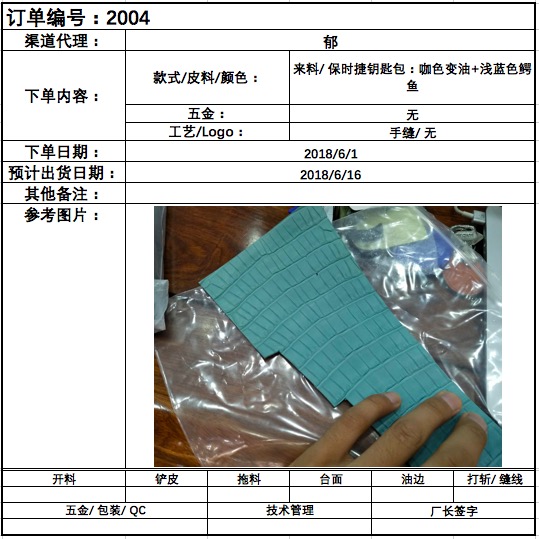 订单编号：2004
渠道代理： 郁
下单内容： 款式/皮料/颜色： 来料/ 保时捷钥匙包：咖色变油+浅蓝色鳄
鱼
五金： 无
工艺/Logo： 手缝/ 无
下单日期： 2018/6/1
预计出货日期： 2018/6/16
其他备注：
参考图片：
开料 铲皮 拖料 台面 油边 打斩/ 缝线
五金/ 包装/ QC 技术管理 厂长签字